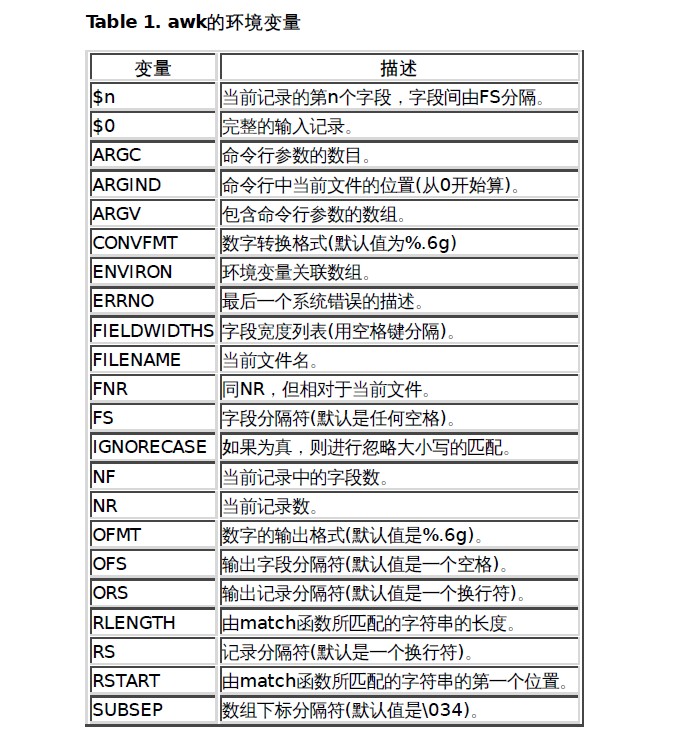 Table 1. awk的环境变量
变量 描述
$n 当前记录的第n个字段，字段间由FS分隔。
$0 完整的输入记录。
ARGC 命令行参数的数目。
ARGIND 命令行中当前文件的位置(从0开始算)。
ARGV 包含命令行参数的数组。
CONVFMT 数字转换格式(默认值为%.6g)
ENVIRON 环境变量关联数组。
ERRNO 最后一个系统错误的描述。
FIELDWIDTHS 字段宽度列表(用空格键分隔)。
FILENAME 当前文件名。
FNR 同NR，但相对于当前文件。
FS 字段分隔符(默认是任何空格)。
IGNORECASE 如果为真，则进行忽略大小写的匹配。
NF 当前记录中的字段数。
NR 当前记录数。
OFMT 数字的输出格式(默认值是%.6g)。
OFS 输出字段分隔符(默认值是一个空格)。
ORS 输出记录分隔符(默认值是一个换行符)。
RLENGTH 由match函数所匹配的字符串的长度。
RS 记录分隔符(默认是一个换行符)。
RSTART 由match函数所匹配的字符串的第一个位置。
SUBSEP 数组下标分隔符(默认值是\034)。